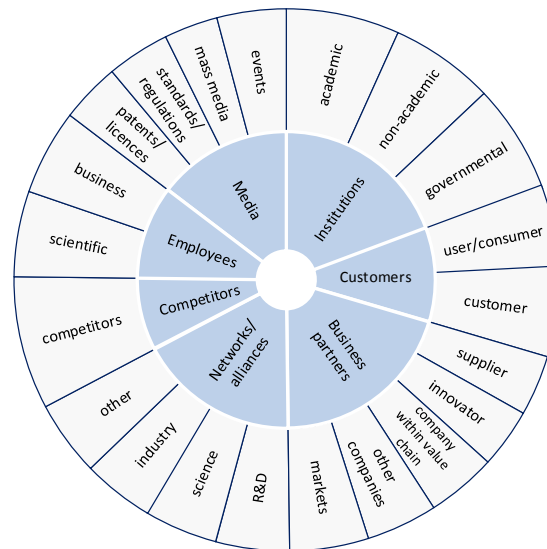 events
academic
non-academic
governmental
user/consumer
customer
supplier
innovator
company
within value
chain
other
companies
markets
R&D
science
industry
other
competitors
scientific
business
patents/
licences
standards/
regulations
mass media
Media
Institutions
Customers
Business
partners
Networks/
alliances
Competitors
Employees